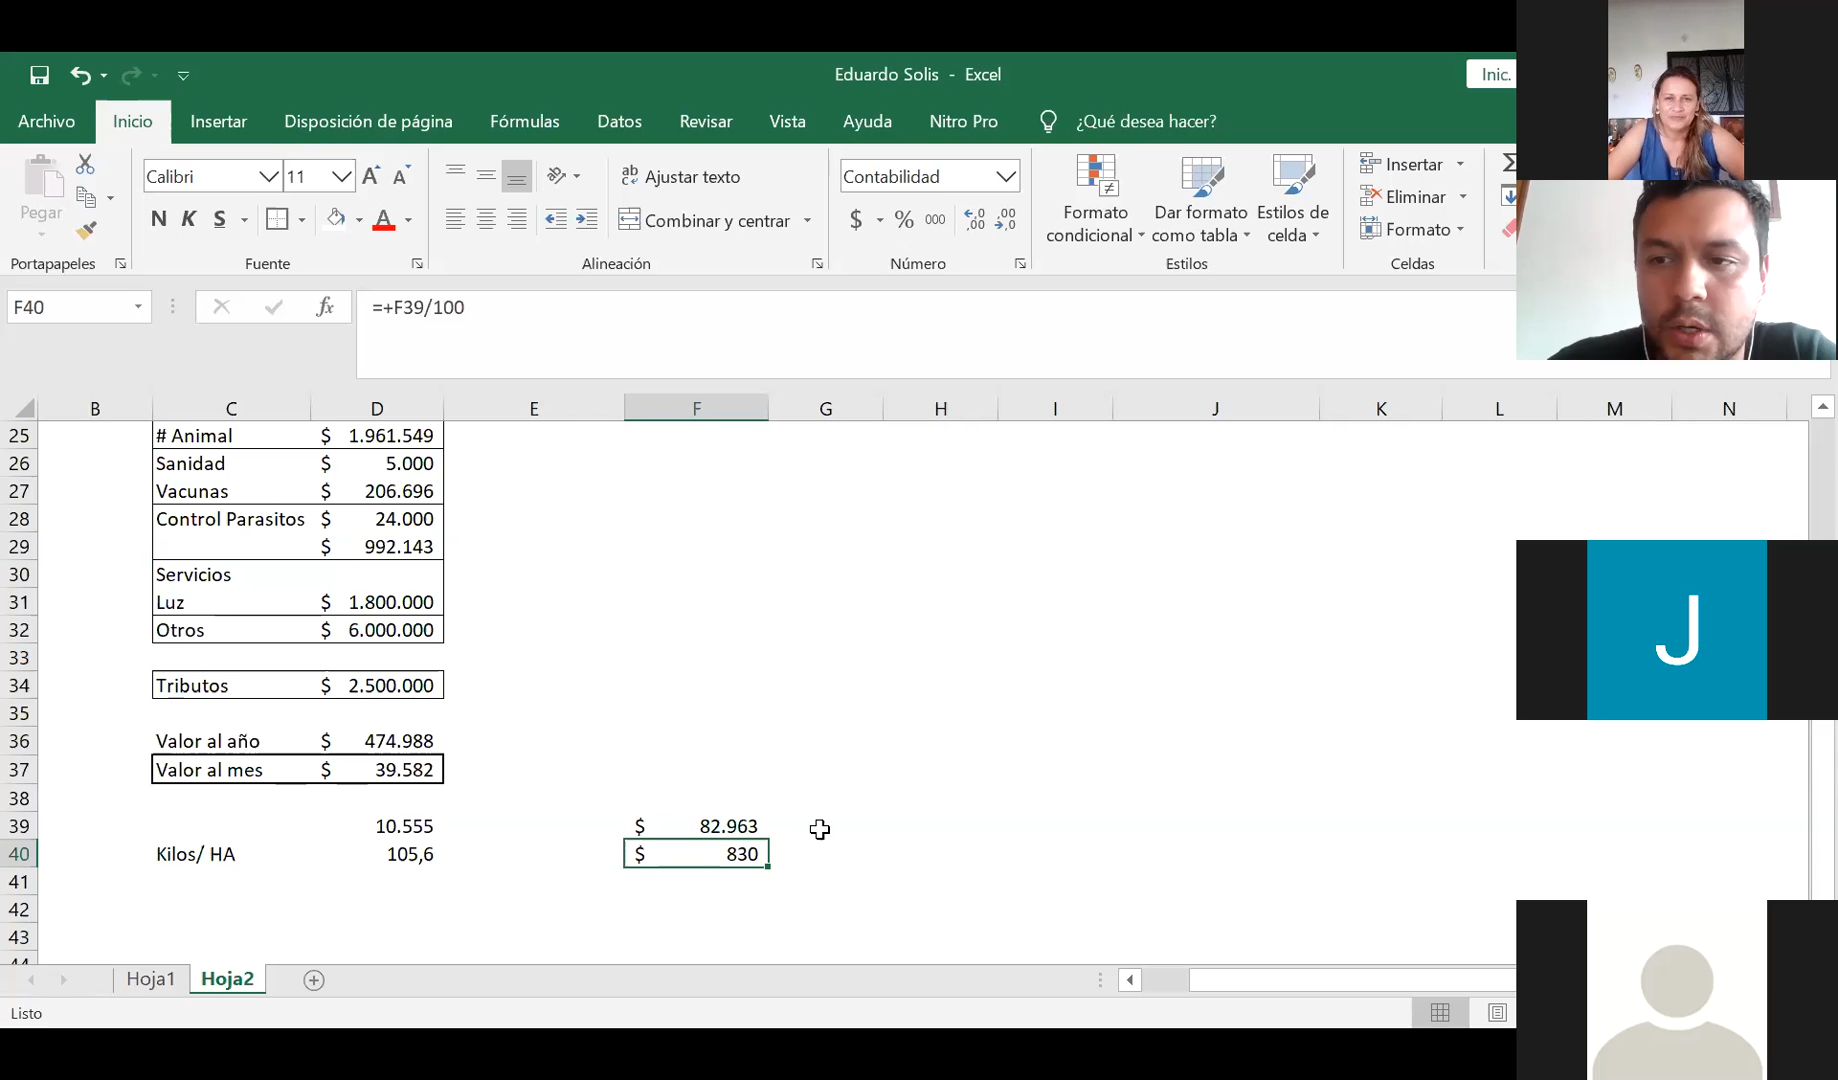 Eduardo Solis - Excel
Inic.
Archivo Inicio Insertar Disposición de página Fórmulas Datos Revisar Vista Ayuda Nitro Pro ¿Qué desea hacer?
Pegar
Calibri 11
N K S
Ajustar texto
Combinar y centrar
Contabilidad
$ % 000
Formato condicional
Dar formato como tabla
Estilos de celda
Insertar
Eliminar
Formato
Portapapeles Fuente Alineación Número Estilos Celdas
F40 fx =+F39/100
B C D E F G H I J K L M N
25 # Animal $ 1.961.549
26 Sanidad $ 5.000
27 Vacunas $ 206.696
28 Control Parasitos $ 24.000
29 $ 992.143
30 Servicios
31 Luz $ 1.800.000
32 Otros $ 6.000.000
33
34 Tributos $ 2.500.000
35
36 Valor al año $ 474.988
37 Valor al mes $ 39.582
38
39 10.555 $ 82.963
40 Kilos/ HA 105,6 $ 830
41
42
43
44
Hoja1 Hoja2
Listo
J